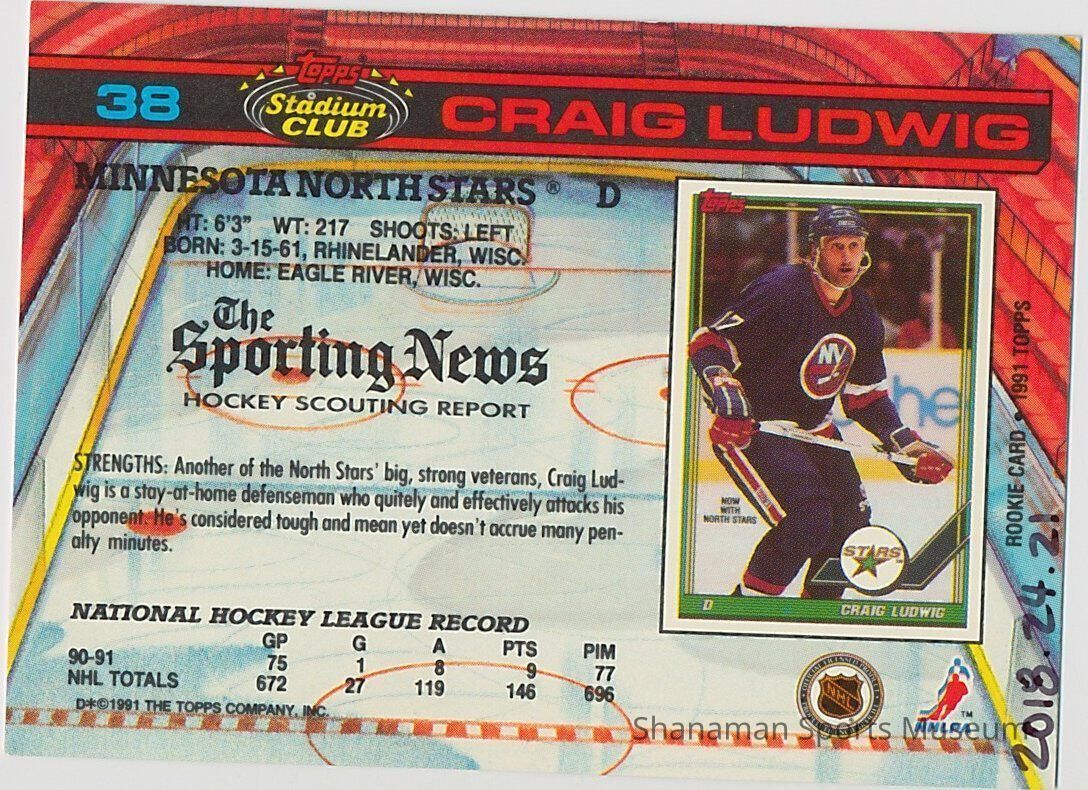 38
TOPPS
Stadium
CLUB
CRAIG LUDWIG
MINNESOTA NORTH STARS ® D
HT: 6'3" WT: 217 SHOOTS: LEFT
BORN: 3-15-61, RHINELANDER, WISC.
HOME: EAGLE RIVER, WISC.
The
Sporting News
HOCKEY SCOUTING REPORT
STRENGTHS: Another of the North Stars' big, strong veterans, Craig Lud-
wig is a stay-at-home defenseman who quitely and effectively attacks his
opponent. He's considered tough and mean yet doesn't accrue many pen-
alty minutes.
NATIONAL HOCKEY LEAGUE RECORD
GP G A PTS PIM
90-91 75 1 8 9 77
NHL TOTALS 672 27 119 146 696
D*©1991 THE TOPPS COMPANY, INC.
TOPPS
17
NY
he
NOW
WITH
NORTH STARS
STARS
D CRAIG LUDWIG
ROOKIE CARD • 1991 TOPPS
NHL
NHLPA™
2018.24.21
Shanaman Sports Museum